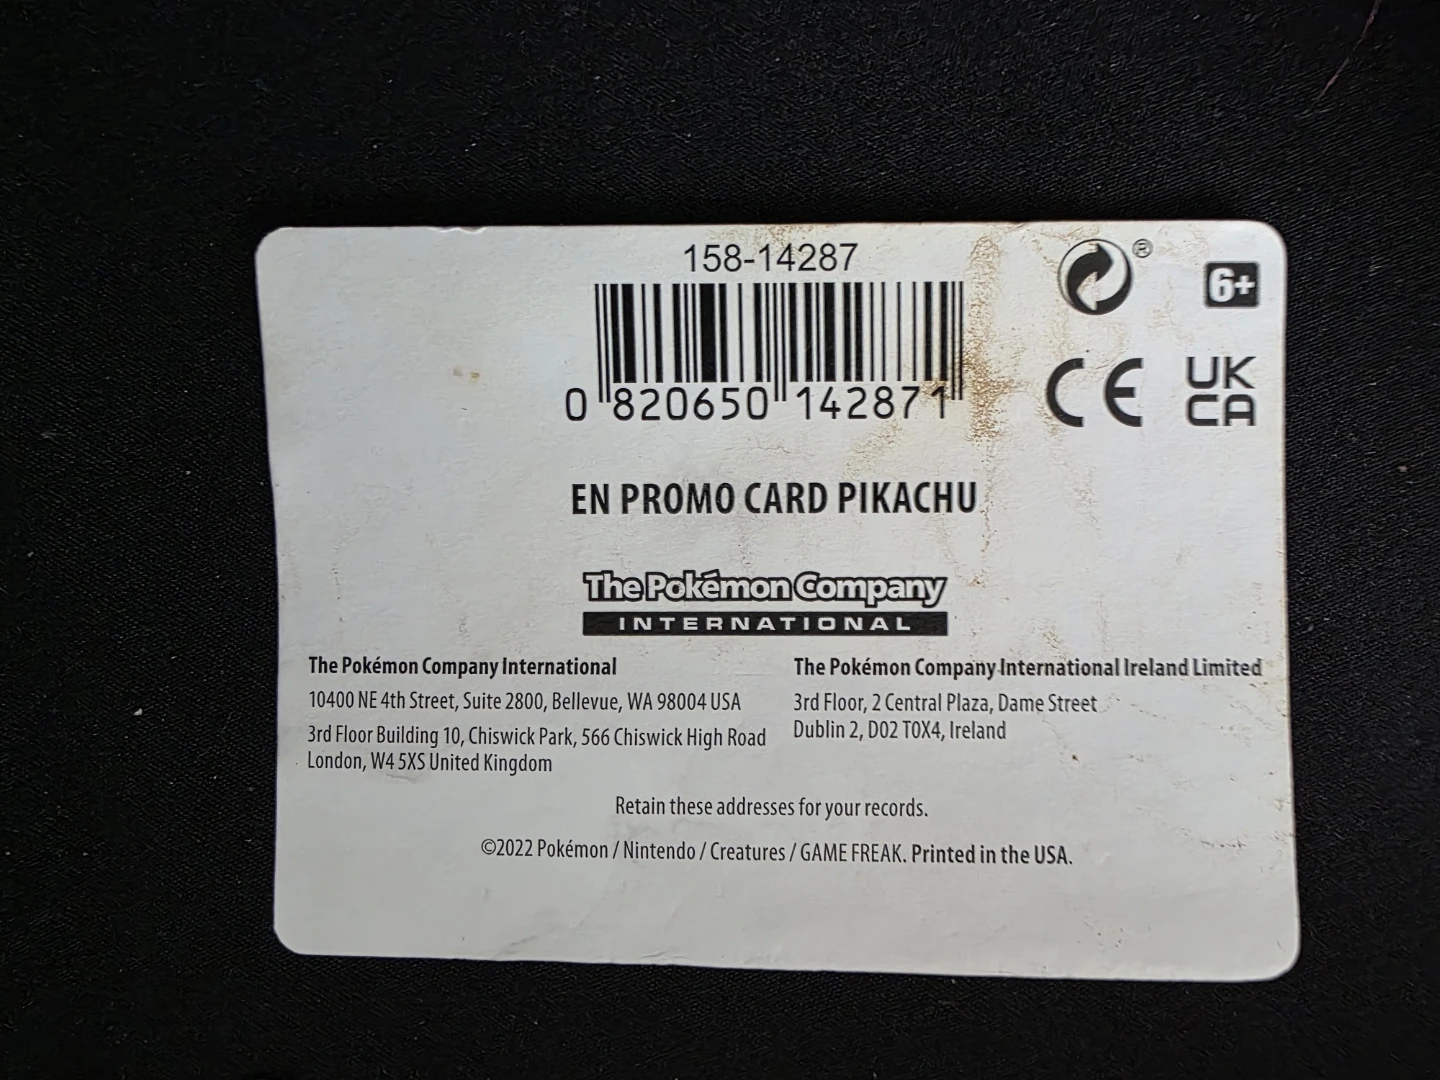 158-14287
®
6+
0 820650 142871
CE
UK
CA
EN PROMO CARD PIKACHU
The Pokémon Company
INTERNATIONAL
The Pokémon Company International
10400 NE 4th Street, Suite 2800, Bellevue, WA 98004 USA
3rd Floor Building 10, Chiswick Park, 566 Chiswick High Road
London, W4 5XS United Kingdom
The Pokémon Company International Ireland Limited
3rd Floor, 2 Central Plaza, Dame Street
Dublin 2, D02 T0X4, Ireland
Retain these addresses for your records.
©2022 Pokémon / Nintendo / Creatures / GAME FREAK. Printed in the USA.